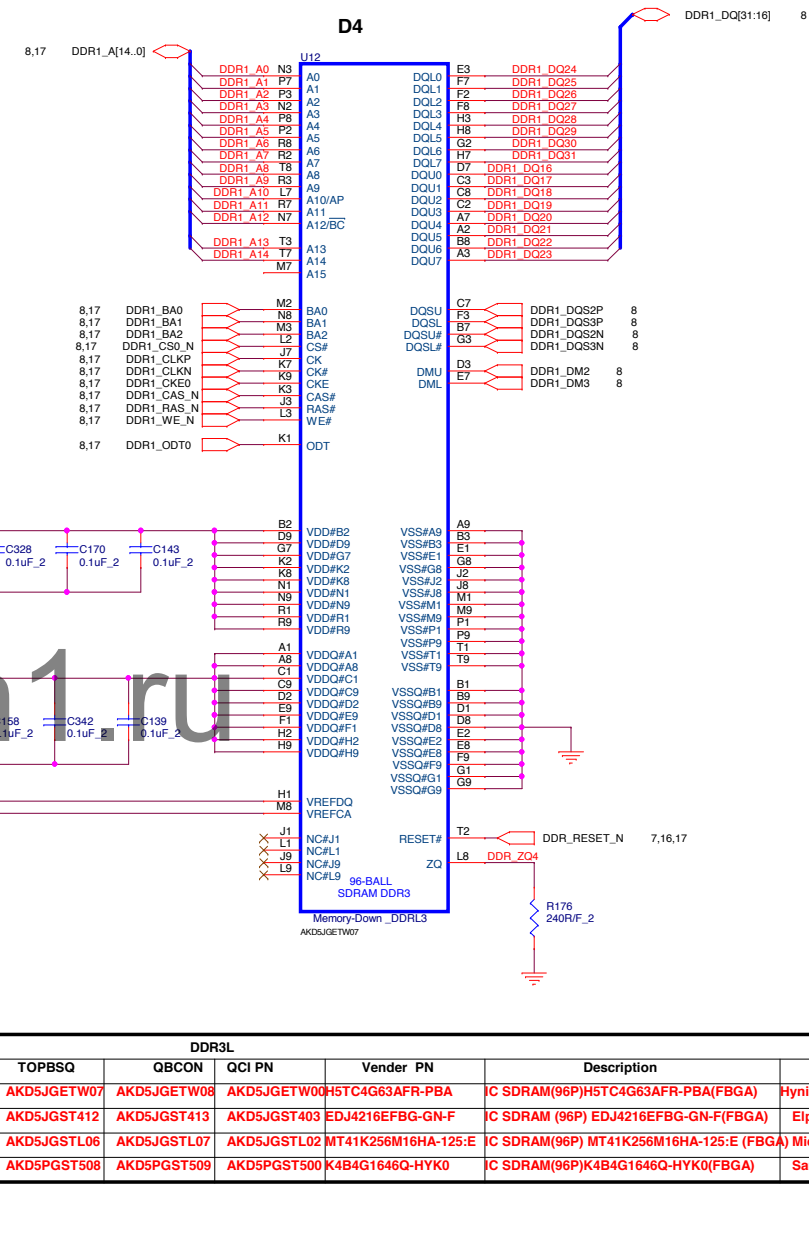 D4
DDR1_DQ[31:16] 8
8,17 DDR1_A[14..0]
U12
DDR1_A0 N3 A0 DQL0 E3 DDR1_DQ24
DDR1_A1 P7 A1 DQL1 F7 DDR1_DQ25
DDR1_A2 P3 A2 DQL2 F2 DDR1_DQ26
DDR1_A3 N2 A3 DQL3 F8 DDR1_DQ27
DDR1_A4 P8 A4 DQL4 H3 DDR1_DQ28
DDR1_A5 P2 A5 DQL5 H8 DDR1_DQ29
DDR1_A6 R8 A6 DQL6 G2 DDR1_DQ30
DDR1_A7 R2 A7 DQL7 H7 DDR1_DQ31
DDR1_A8 T8 A8 DQU0 D7 DDR1_DQ16
DDR1_A9 R3 A9 DQU1 C3 DDR1_DQ17
DDR1_A10 L7 A10/AP DQU2 C8 DDR1_DQ18
DDR1_A11 R7 A11 DQU3 C2 DDR1_DQ19
DDR1_A12 N7 A12/BC DQU4 A7 DDR1_DQ20
DQU5 A2 DDR1_DQ21
DDR1_A13 T3 A13 DQU6 B8 DDR1_DQ22
DDR1_A14 T7 A14 DQU7 A3 DDR1_DQ23
M7 A15
8,17 DDR1_BA0 M2 BA0 DQSU C7 DDR1_DQS2P 8
8,17 DDR1_BA1 N8 BA1 DQSL F3 DDR1_DQS3P 8
8,17 DDR1_BA2 M3 BA2 DQSU# B7 DDR1_DQS2N 8
8,17 DDR1_CS0_N L2 CS# DQSL# G3 DDR1_DQS3N 8
8,17 DDR1_CLKP J7 CK
8,17 DDR1_CLKN K7 CK# DMU D3 DDR1_DM2 8
8,17 DDR1_CKE0 K9 CKE DML E7 DDR1_DM3 8
8,17 DDR1_CAS_N K3 CAS#
8,17 DDR1_RAS_N J3 RAS#
8,17 DDR1_WE_N L3 WE#
8,17 DDR1_ODT0 K1 ODT
B2 VDD#B2 VSS#A9 A9
D9 VDD#D9 VSS#B3 B3
C328 C170 C143 G7 VDD#G7 VSS#E1 E1
0.1uF_2 0.1uF_2 0.1uF_2 K2 VDD#K2 VSS#G8 G8
K8 VDD#K8 VSS#J2 J2
N1 VDD#N1 VSS#J8 J8
N9 VDD#N9 VSS#M1 M1
R1 VDD#R1 VSS#M9 M9
R9 VDD#R9 VSS#P1 P1
VSS#P9 P9
A1 VDDQ#A1 VSS#T1 T1
A8 VDDQ#A8 VSS#T9 T9
C1 VDDQ#C1
C9 VDDQ#C9 VSSQ#B1 B1
D2 VDDQ#D2 VSSQ#B9 B9
E9 VDDQ#E9 VSSQ#D1 D1
158 C342 C139 F1 VDDQ#F1 VSSQ#D8 D8
.1uF_2 0.1uF_2 0.1uF_2 H2 VDDQ#H2 VSSQ#E2 E2
H9 VDDQ#H9 VSSQ#E8 E8
VSSQ#F9 F9
VSSQ#G1 G1
VSSQ#G9 G9
1.ru
H1 VREFDQ
M8 VREFCA
J1 NC#J1 RESET# T2 DDR_RESET_N 7,16,17
L1 NC#L1
J9 NC#J9 ZQ L8 DDR_ZQ4
L9 NC#L9
96-BALL
SDRAM DDR3
R176
240R/F_2
Memory-Down _DDRL3
AKD5JGETW07
DDR3L
TOPBSQ QBCON QCI PN Vender PN Description
AKD5JGETW07 AKD5JGETW08 AKD5JGETW00 H5TC4G63AFR-PBA IC SDRAM(96P)H5TC4G63AFR-PBA(FBGA) Hyni
AKD5JGST412 AKD5JGST413 AKD5JGST403 EDJ4216EFBG-GN-F IC SDRAM (96P) EDJ4216EFBG-GN-F(FBGA) Elp
AKD5JGSTL06 AKD5JGSTL07 AKD5JGSTL02 MT41K256M16HA-125:E IC SDRAM(96P) MT41K256M16HA-125:E (FBGA) Mic
AKD5PGST508 AKD5PGST509 AKD5PGST500 K4B4G1646Q-HYK0 IC SDRAM(96P)K4B4G1646Q-HYK0(FBGA) Sa